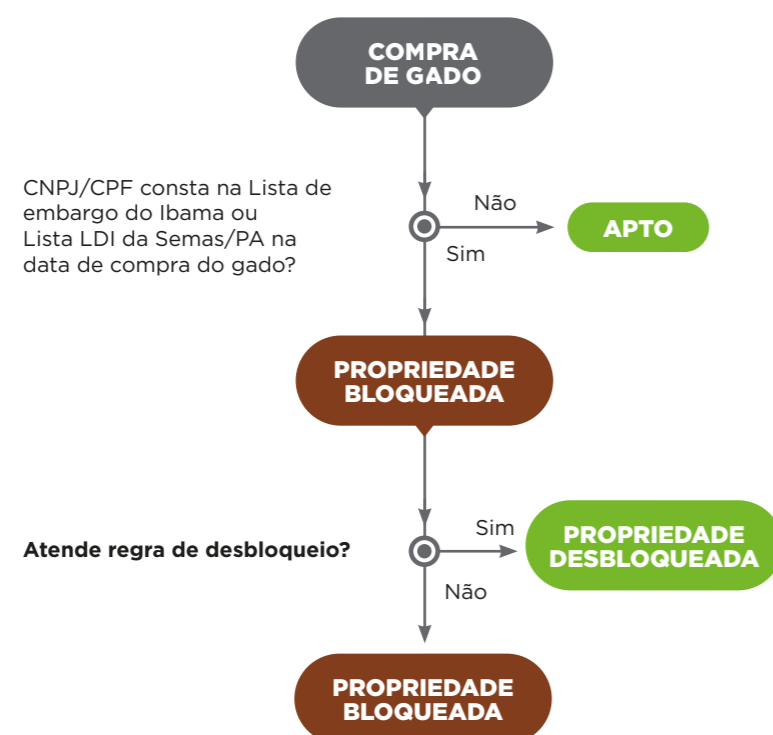 COMPRA
DE GADO
CNPJ/CPF consta na Lista de
embargo do Ibama ou
Lista LDI da Semas/PA na
data de compra do gado?
Não
APTO
Sim
PROPRIEDADE
BLOQUEADA
Atende regra de desbloqueio?
Sim
PROPRIEDADE
DESBLOQUEADA
Não
PROPRIEDADE
BLOQUEADA